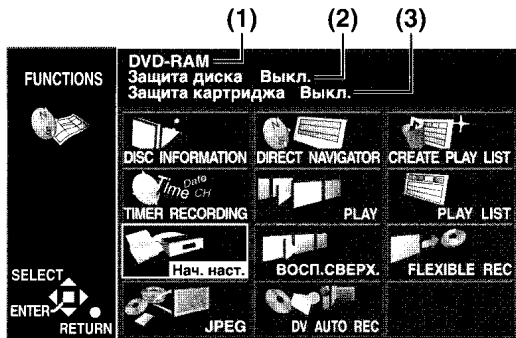 (1) (2) (3)
DVD-RAM
Защита диска Выкл.
Защита картриджа Выкл.
FUNCTIONS
DISC INFORMATION DIRECT NAVIGATOR CREATE PLAY LIST
Time Date CH
TIMER RECORDING PLAY PLAY LIST
Нач. наст. ВОСП.СВЕРХ. FLEXIBLE REC
JPEG DV AUTO REC
SELECT
ENTER
RETURN